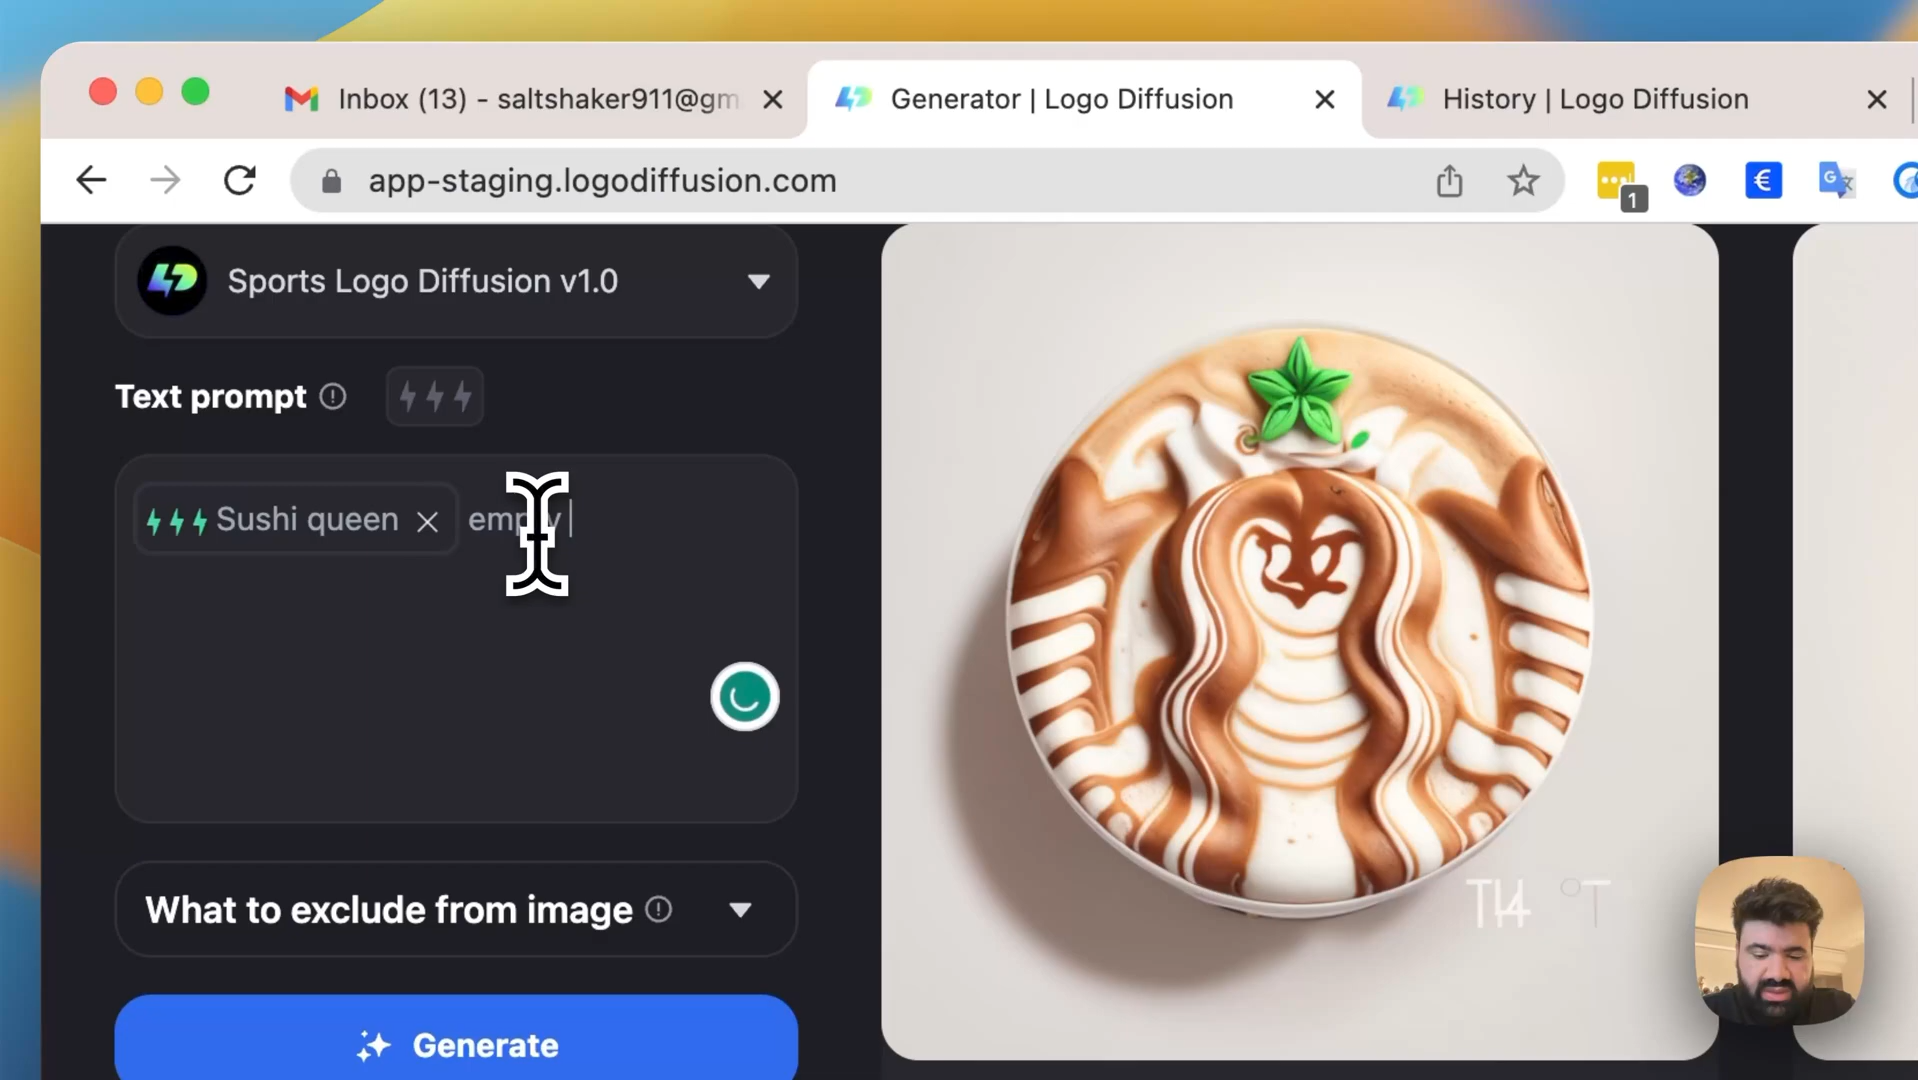 Inbox (13) - saltshaker911@gm
Generator | Logo Diffusion
History | Logo Diffusion
app-staging.logodiffusion.com
1
€
G
Sports Logo Diffusion v1.0
Text prompt
Sushi queen
What to exclude from image
Generate